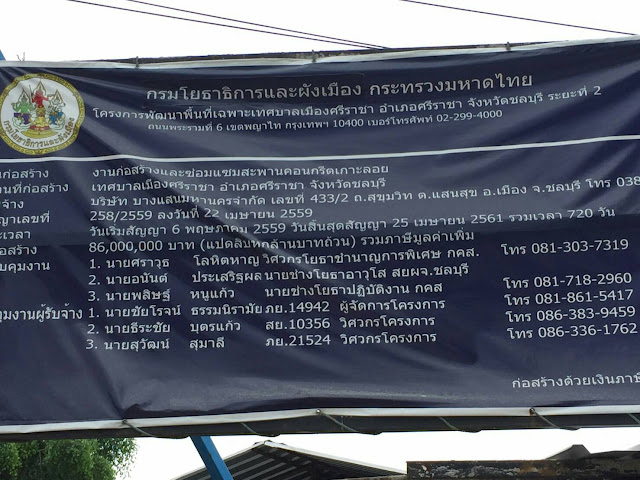 กรมโยธาธิการและผังเมือง กระทรวงมหาดไทย
โครงการพัฒนาพื้นที่เฉพาะเทศบาลเมืองศรีราชา อำเภอศรีราชา จังหวัดชลบุรี ระยะที่ 2
ถนนพระรามที่ 6 เขตพญาไท กรุงเทพฯ 10400 เบอร์โทรศัพท์ 02-299-4000
กรมโยธาธิการและผังเมือง
นก่อสร้าง งานก่อสร้างและซ่อมแซมสะพานคอนกรีตเกาะลอย
านที่ก่อสร้าง เทศบาลเมืองศรีราชา อำเภอศรีราชา จังหวัดชลบุรี
บจ้าง บริษัท บางแสนมหานครจำกัด เลขที่ 433/2 ถ.สุขุมวิท ต.แสนสุข อ.เมือง จ.ชลบุรี โทร 038
ญาเลขที่ 258/2559 ลงวันที่ 22 เมษายน 2559
ะเวลา วันเริ่มสัญญา 6 พฤษภาคม 2559 วันสิ้นสุดสัญญา 25 เมษายน 2561 รวมเวลา 720 วัน
อสร้าง 86,000,000 บาท (แปดสิบหกล้านบาทถ้วน) รวมภาษีมูลค่าเพิ่ม
บคุมงาน 1. นายศราวุธ โลหิตหาญ วิศวกรโยธาชำนาญการพิเศษ กคส. โทร 081-303-7319
2. นายอนันต์ ประเสริฐผล นายช่างโยธาอาวุโส สยผจ.ชลบุรี
3. นายพสิษฐ์ หนูแก้ว นายช่างโยธาปฏิบัติงาน กคส โทร 081-718-2960
ุมงานผู้รับจ้าง 1. นายชัยโรจน์ ธรรมนิรามัย ภย.14942 ผู้จัดการโครงการ โทร 081-861-5417
2. นายธีระชัย บุตรแก้ว สย.10356 วิศวกรโครงการ โทร 086-383-9459
3. นายสุวัฒน์ สุมาลี ภย.21524 วิศวกรโครงการ โทร 086-336-1762
ก่อสร้างด้วยเงินภาษี